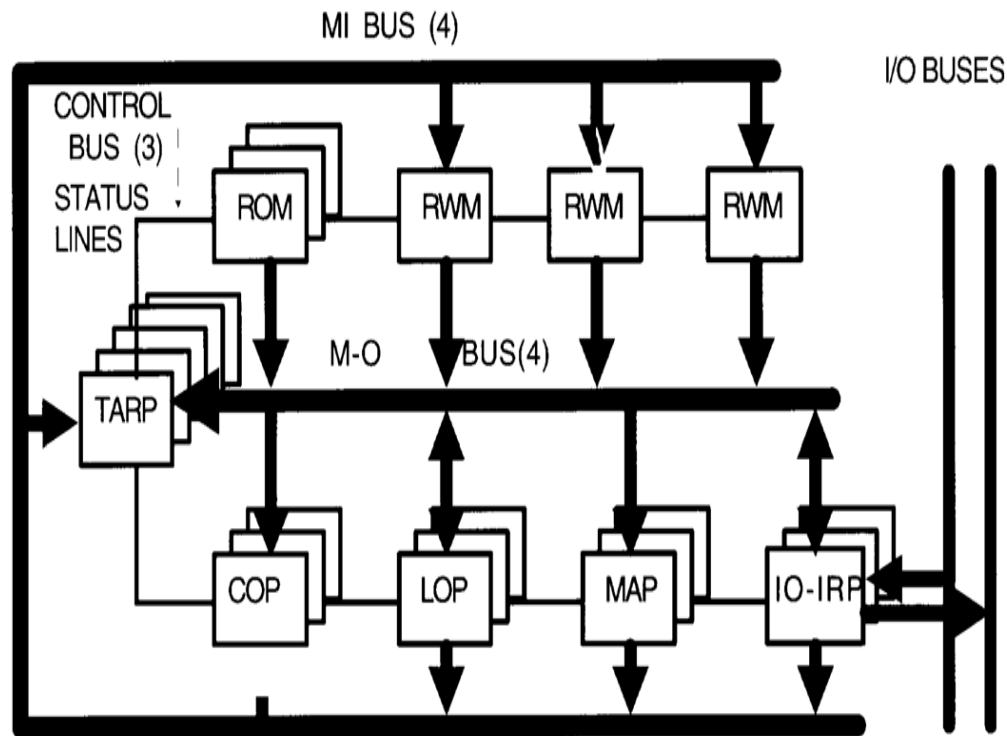 MI BUS (4)
I/O BUSES
CONTROL
BUS (3)
STATUS
LINES
ROM
RWM
RWM
RWM
M-O BUS(4)
TARP
COP
LOP
MAP
IO-IRP